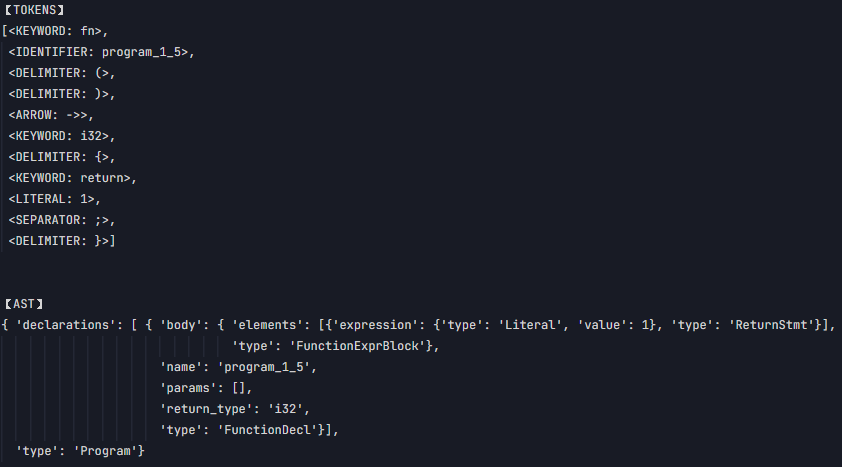 【TOKENS】
[<KEYWORD: fn>,
<IDENTIFIER: program_1_5>,
<DELIMITER: (>,
<DELIMITER: )>,
<ARROW: ->>,
<KEYWORD: i32>,
<DELIMITER: {>,
<KEYWORD: return>,
<LITERAL: 1>,
<SEPARATOR: ;>,
<DELIMITER: }>]
【AST】
{ 'declarations': [ { 'body': { 'elements': [{'expression': {'type': 'Literal', 'value': 1}, 'type': 'ReturnStmt'}],
'type': 'FunctionExprBlock'},
'name': 'program_1_5',
'params': [],
'return_type': 'i32',
'type': 'FunctionDecl'}],
'type': 'Program'}